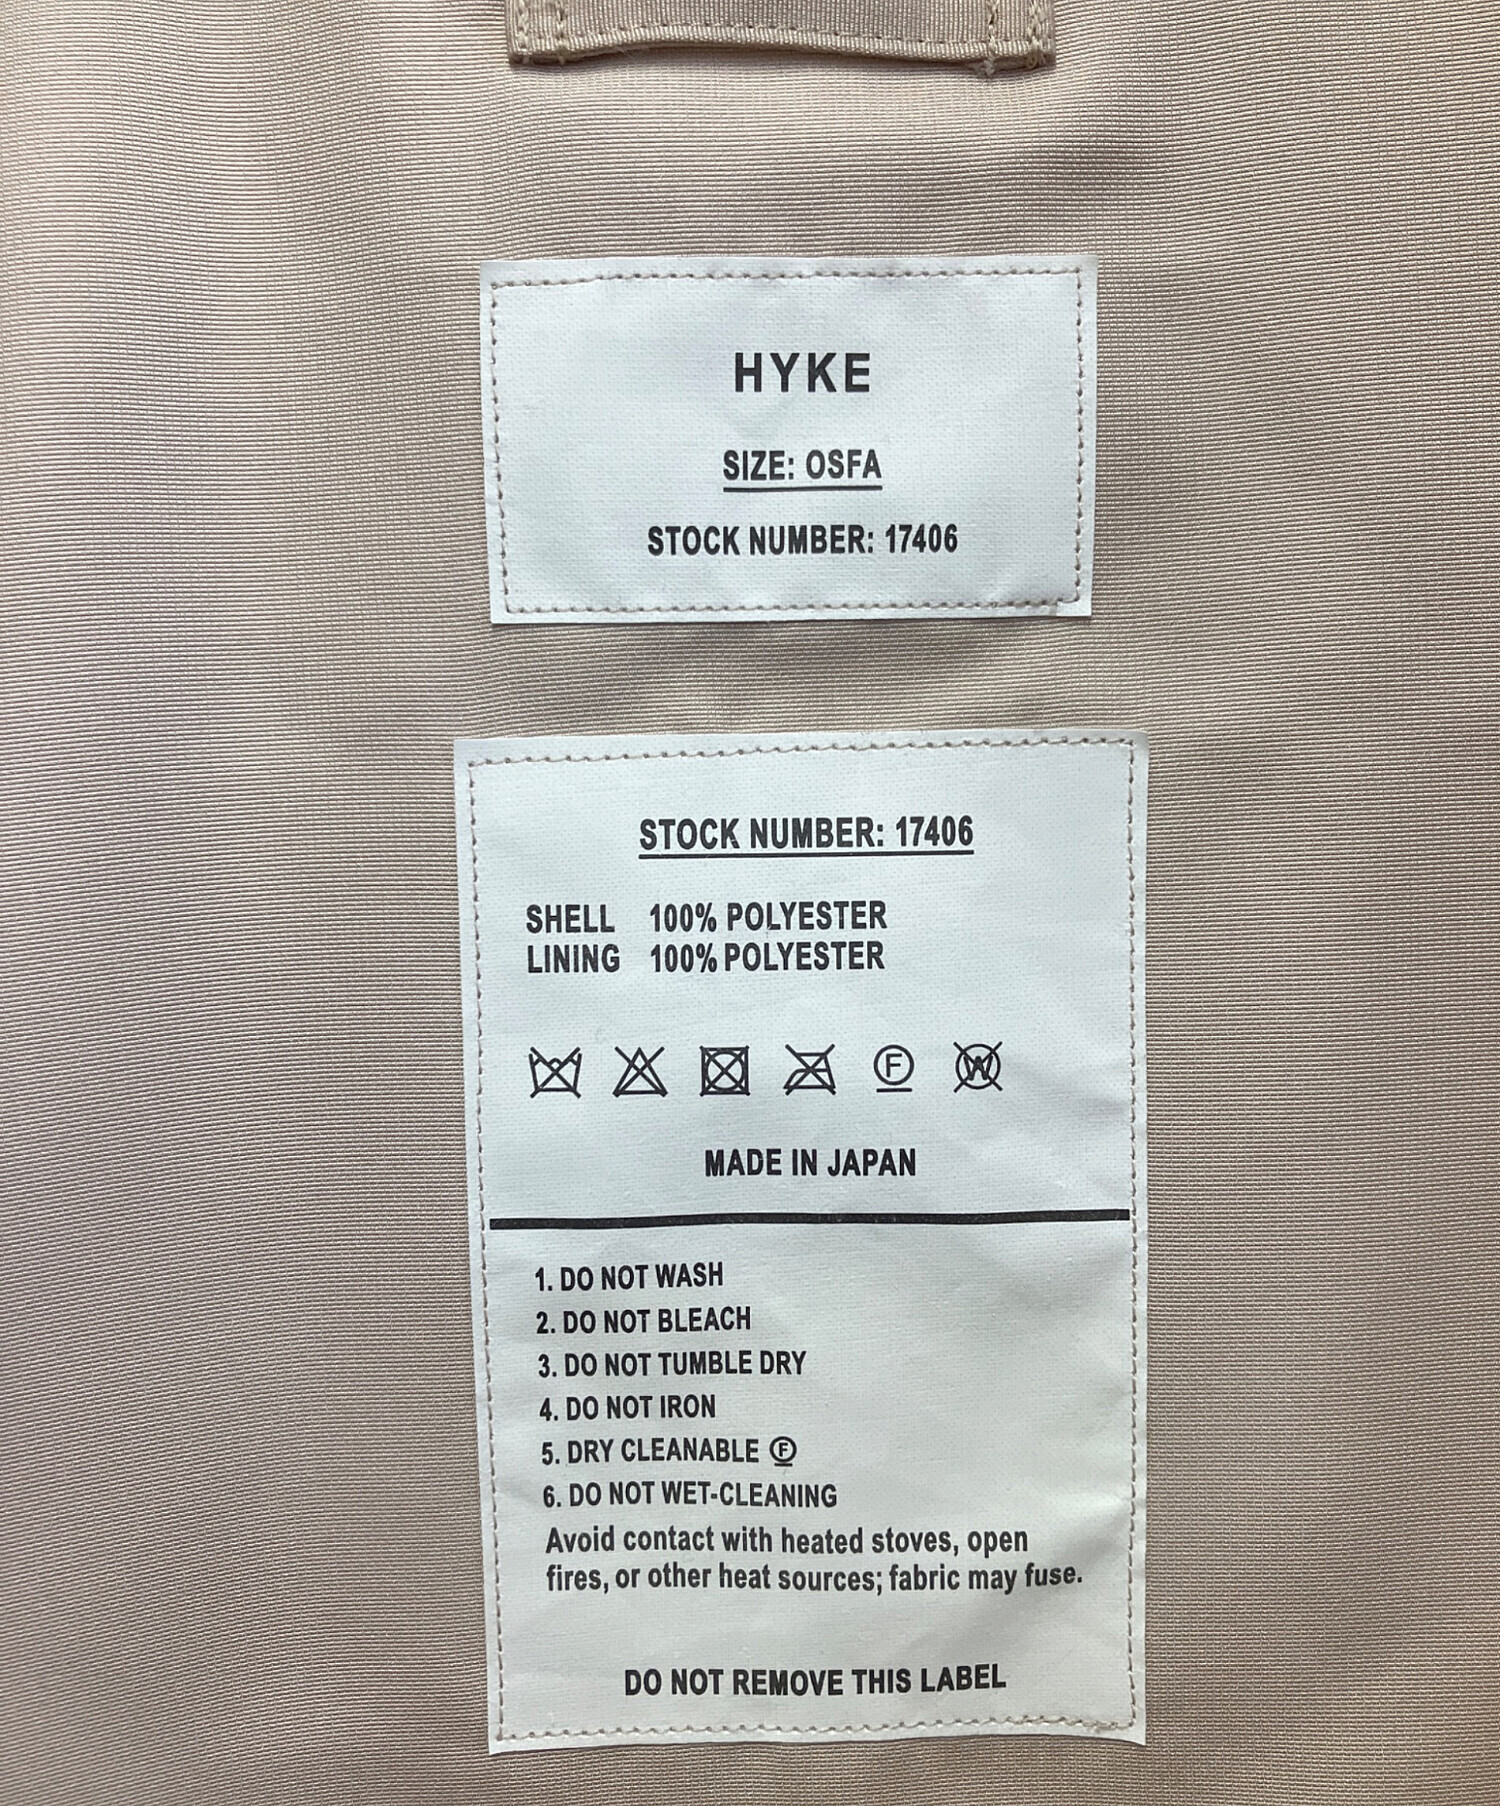 HYKE
SIZE: OSFA
STOCK NUMBER: 17406
STOCK NUMBER: 17406
SHELL 100% POLYESTER
LINING 100% POLYESTER
F W
MADE IN JAPAN
1. DO NOT WASH
2. DO NOT BLEACH
3. DO NOT TUMBLE DRY
4. DO NOT IRON
5. DRY CLEANABLE Ⓕ
6. DO NOT WET-CLEANING
Avoid contact with heated stoves, open
fires, or other heat sources; fabric may fuse.
DO NOT REMOVE THIS LABEL